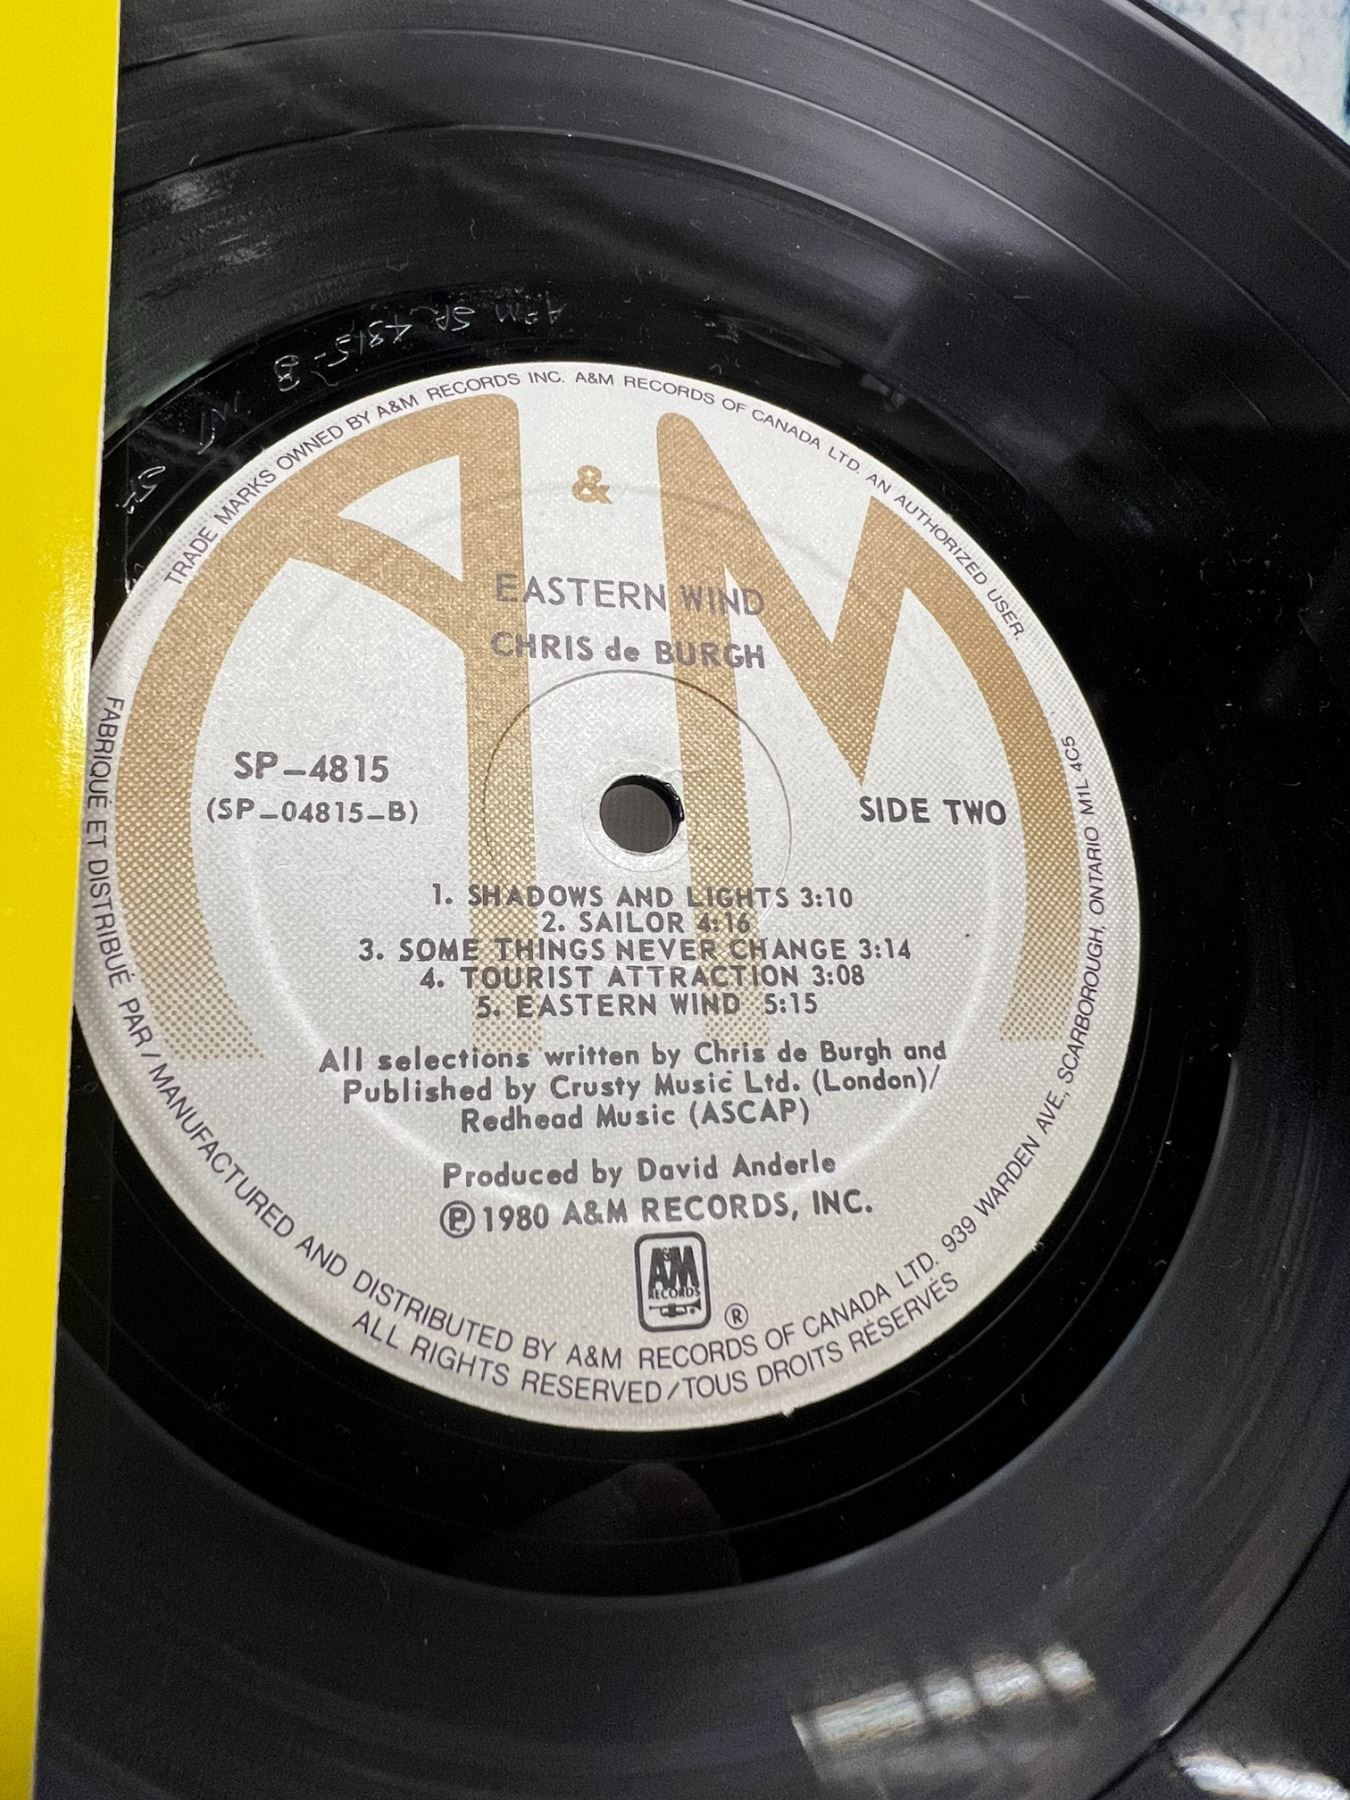 A&M SP 4815-B W St.
TRADE MARKS OWNED BY A&M RECORDS INC. A&M RECORDS OF CANADA LTD. AN AUTHORIZED USER.
A & M
EASTERN WIND
CHRIS de BURGH
SP–4815
(SP–04815–B)
SIDE TWO
1. SHADOWS AND LIGHTS 3:10
2. SAILOR 4:16
3. SOME THINGS NEVER CHANGE 3:14
4. TOURIST ATTRACTION 3:08
5. EASTERN WIND 5:15
All selections written by Chris de Burgh and
Published by Crusty Music Ltd. (London)/
Redhead Music (ASCAP)
Produced by David Anderle
Ⓟ1980 A&M RECORDS, INC.
A&M
RECORDS
®
FABRIQUÉ ET DISTRIBUÉ PAR / MANUFACTURED AND DISTRIBUTED BY A&M RECORDS OF CANADA LTD. 939 WARDEN AVE., SCARBOROUGH, ONTARIO M1L 4C5
ALL RIGHTS RESERVED / TOUS DROITS RÉSERVÉS